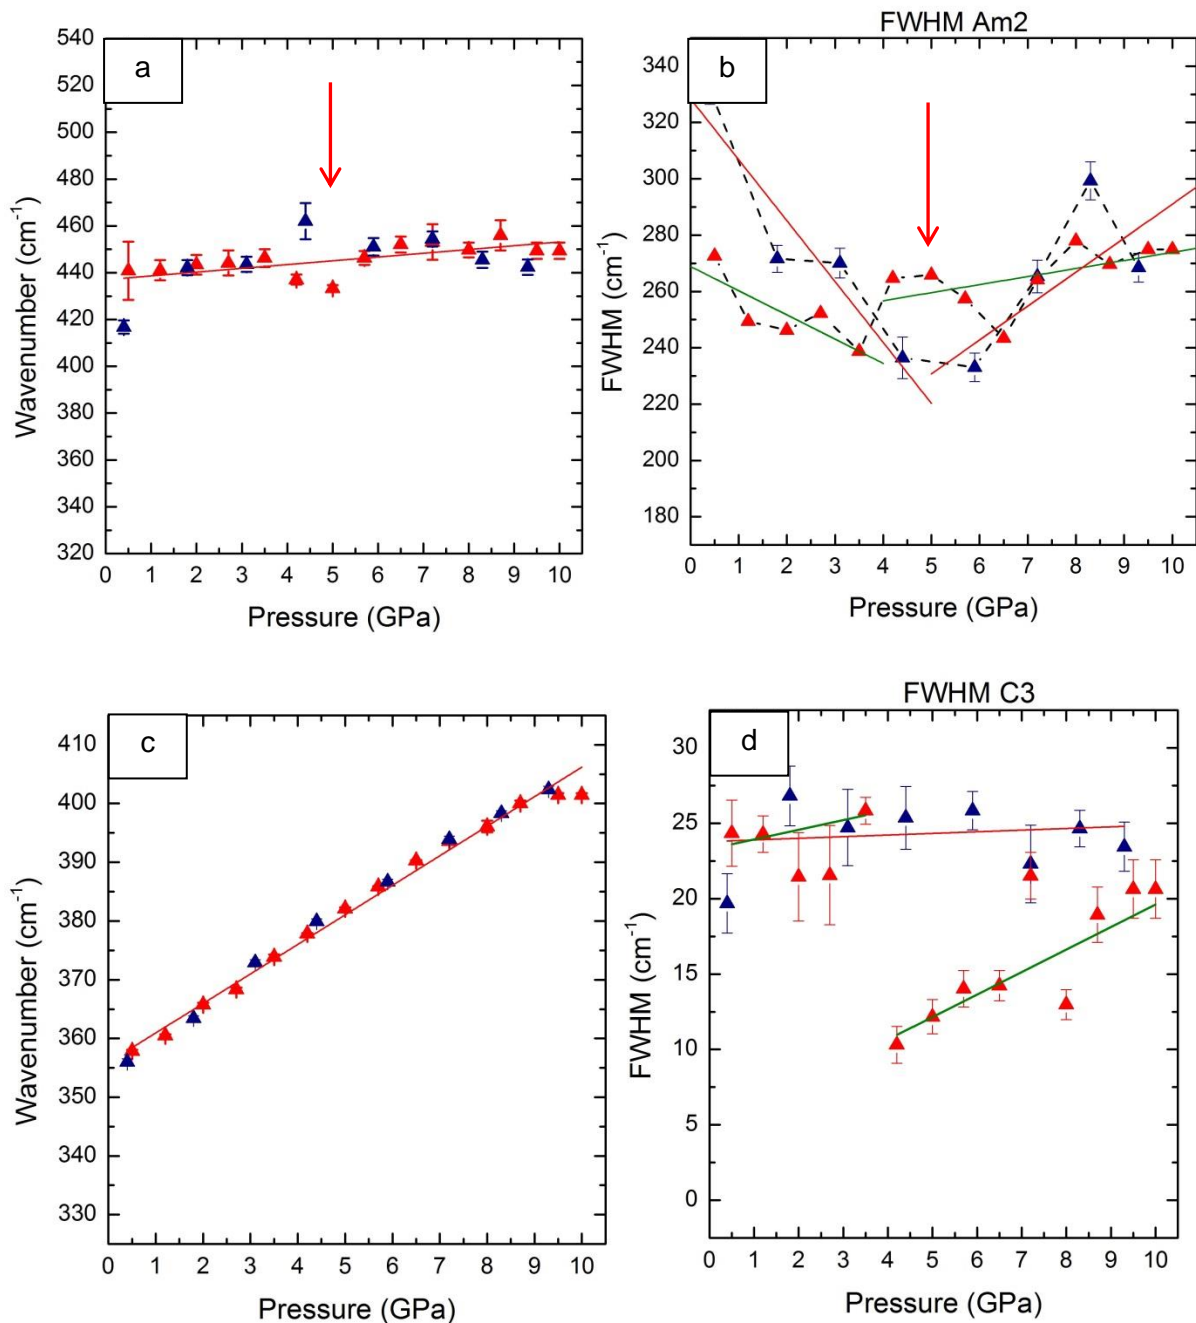 FWHM Am2
a
b
540
520
500
480
460
440
420
400
380
360
340
320
Wavenumber (cm-1)
0 1 2 3 4 5 6 7 8 9 10
Pressure (GPa)
340
320
300
280
260
240
220
200
180
FWHM (cm-1)
0 1 2 3 4 5 6 7 8 9 10
Pressure (GPa)
FWHM C3
c
d
410
400
390
380
370
360
350
340
330
Wavenumber (cm-1)
0 1 2 3 4 5 6 7 8 9 10
Pressure (GPa)
30
25
20
15
10
5
0
FWHM (cm-1)
0 1 2 3 4 5 6 7 8 9 10
Pressure (GPa)